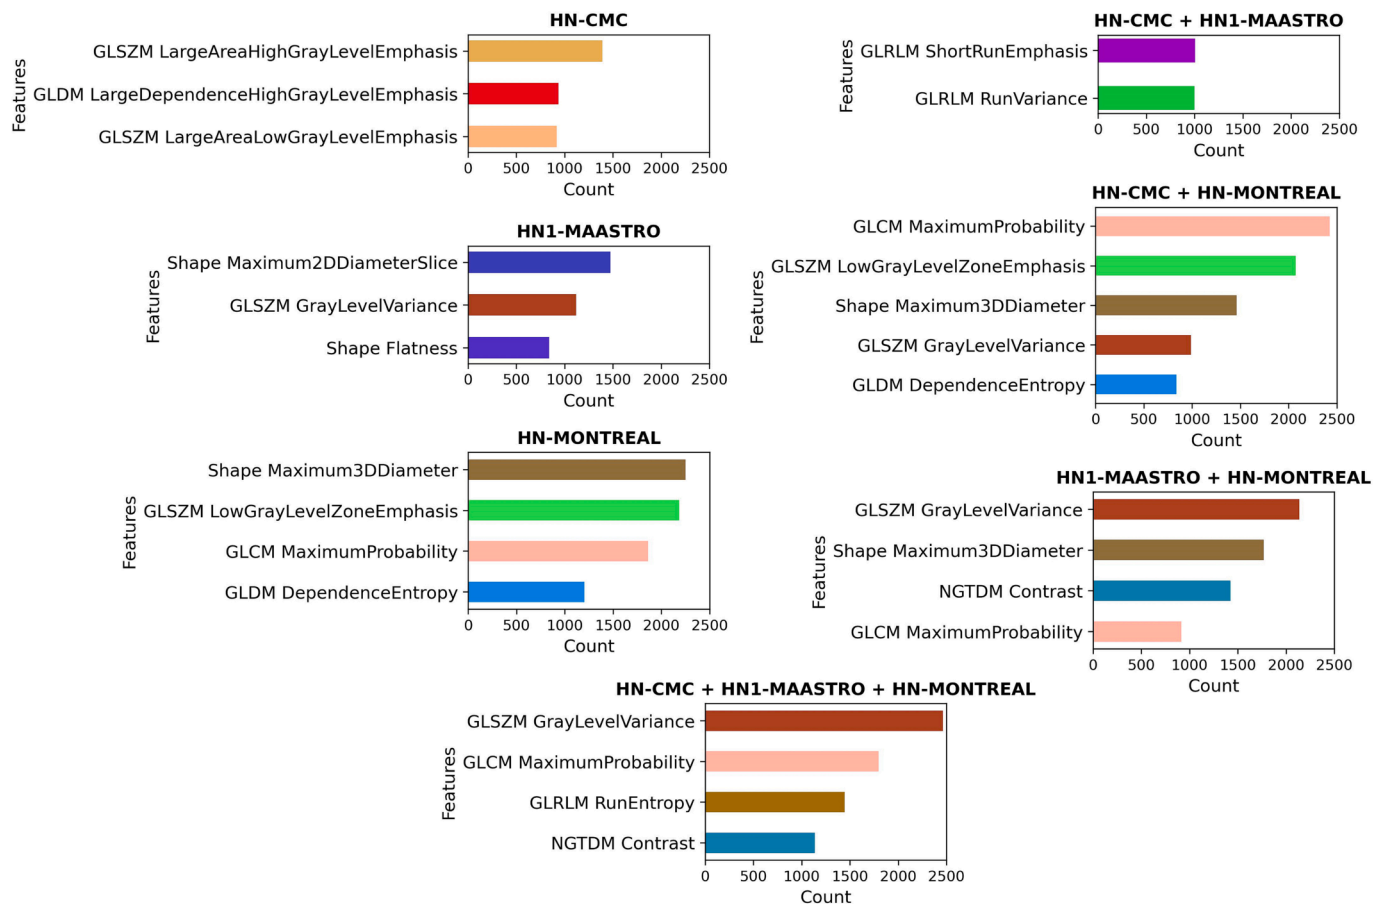 HN-CMC
Features
GLSZM LargeAreaHighGrayLevelEmphasis
GLDM LargeDependenceHighGrayLevelEmphasis
GLSZM LargeAreaLowGrayLevelEmphasis
0 500 1000 1500 2000 2500
Count
HN-CMC + HN1-MAASTRO
Features
GLRLM ShortRunEmphasis
GLRLM RunVariance
0 500 1000 1500 2000 2500
Count
HN1-MAASTRO
Features
Shape Maximum2DDiameterSlice
GLSZM GrayLevelVariance
Shape Flatness
0 500 1000 1500 2000 2500
Count
HN-CMC + HN-MONTREAL
Features
GLCM MaximumProbability
GLSZM LowGrayLevelZoneEmphasis
Shape Maximum3DDiameter
GLSZM GrayLevelVariance
GLDM DependenceEntropy
0 500 1000 1500 2000 2500
Count
HN-MONTREAL
Features
Shape Maximum3DDiameter
GLSZM LowGrayLevelZoneEmphasis
GLCM MaximumProbability
GLDM DependenceEntropy
0 500 1000 1500 2000 2500
Count
HN1-MAASTRO + HN-MONTREAL
Features
GLSZM GrayLevelVariance
Shape Maximum3DDiameter
NGTDM Contrast
GLCM MaximumProbability
0 500 1000 1500 2000 2500
Count
HN-CMC + HN1-MAASTRO + HN-MONTREAL
Features
GLSZM GrayLevelVariance
GLCM MaximumProbability
GLRLM RunEntropy
NGTDM Contrast
0 500 1000 1500 2000 2500
Count